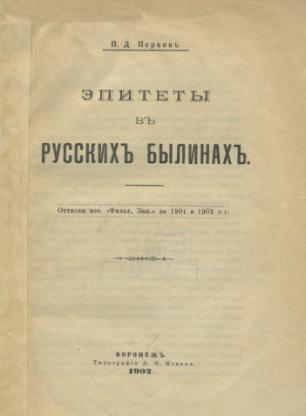 П. Д. Первовъ
ЭПИТЕТЫ
ВЪ
РУССКИХЪ БЫЛИНАХЪ.
Оттиски изъ «Филол. Зап.» за 1901 и 1902 г.г.
ВОРОНЕЖЪ.
Типографія В. И. Исаева.
1902.